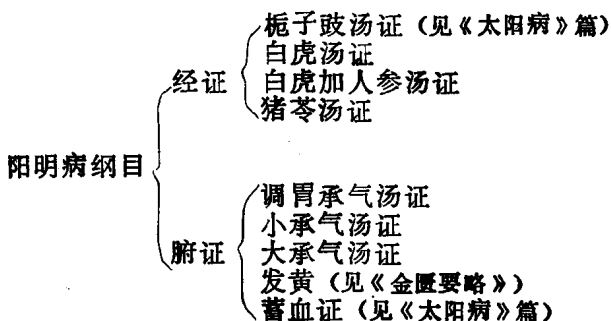 栀子豉汤证（见《太阳病》篇）
白虎汤证
经证
白虎加人参汤证
猪苓汤证
阳明病纲目
调胃承气汤证
小承气汤证
腑证
大承气汤证
发黄（见《金匮要略》）
蓄血证（见《太阳病》篇）